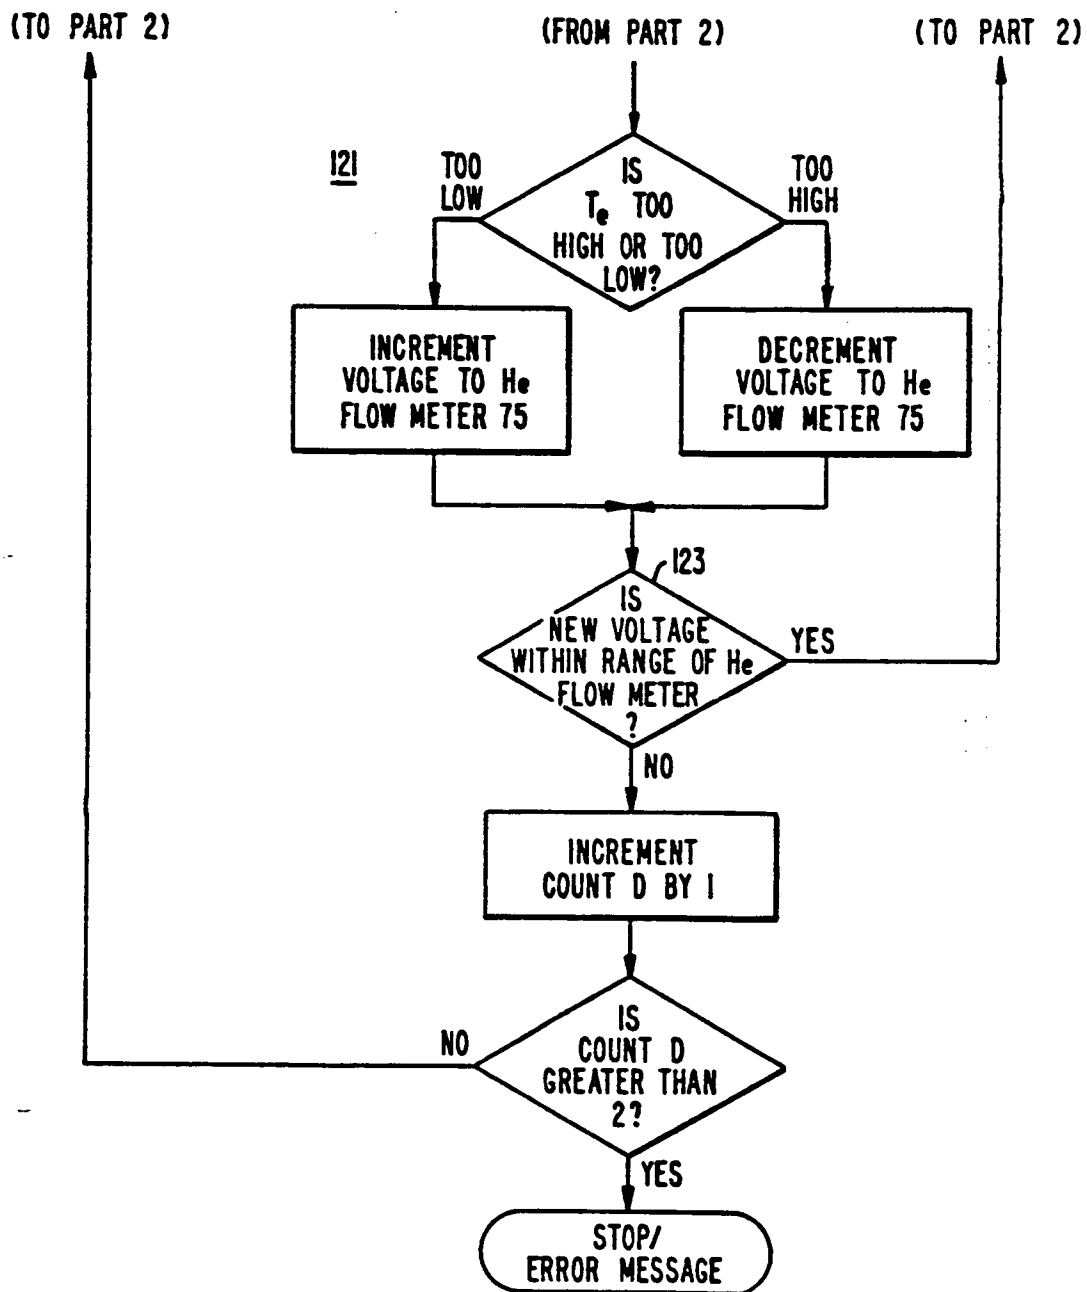 (TO PART 2)
(FROM PART 2)
(TO PART 2)
121
TOO
LOW
IS
Te TOO
HIGH OR TOO
LOW?
TOO
HIGH
INCREMENT
VOLTAGE TO He
FLOW METER 75
DECREMENT
VOLTAGE TO He
FLOW METER 75
123
IS
NEW VOLTAGE
WITHIN RANGE OF He
FLOW METER
?
YES
NO
INCREMENT
COUNT D BY 1
IS
COUNT D
GREATER THAN
2?
NO
YES
STOP/
ERROR MESSAGE